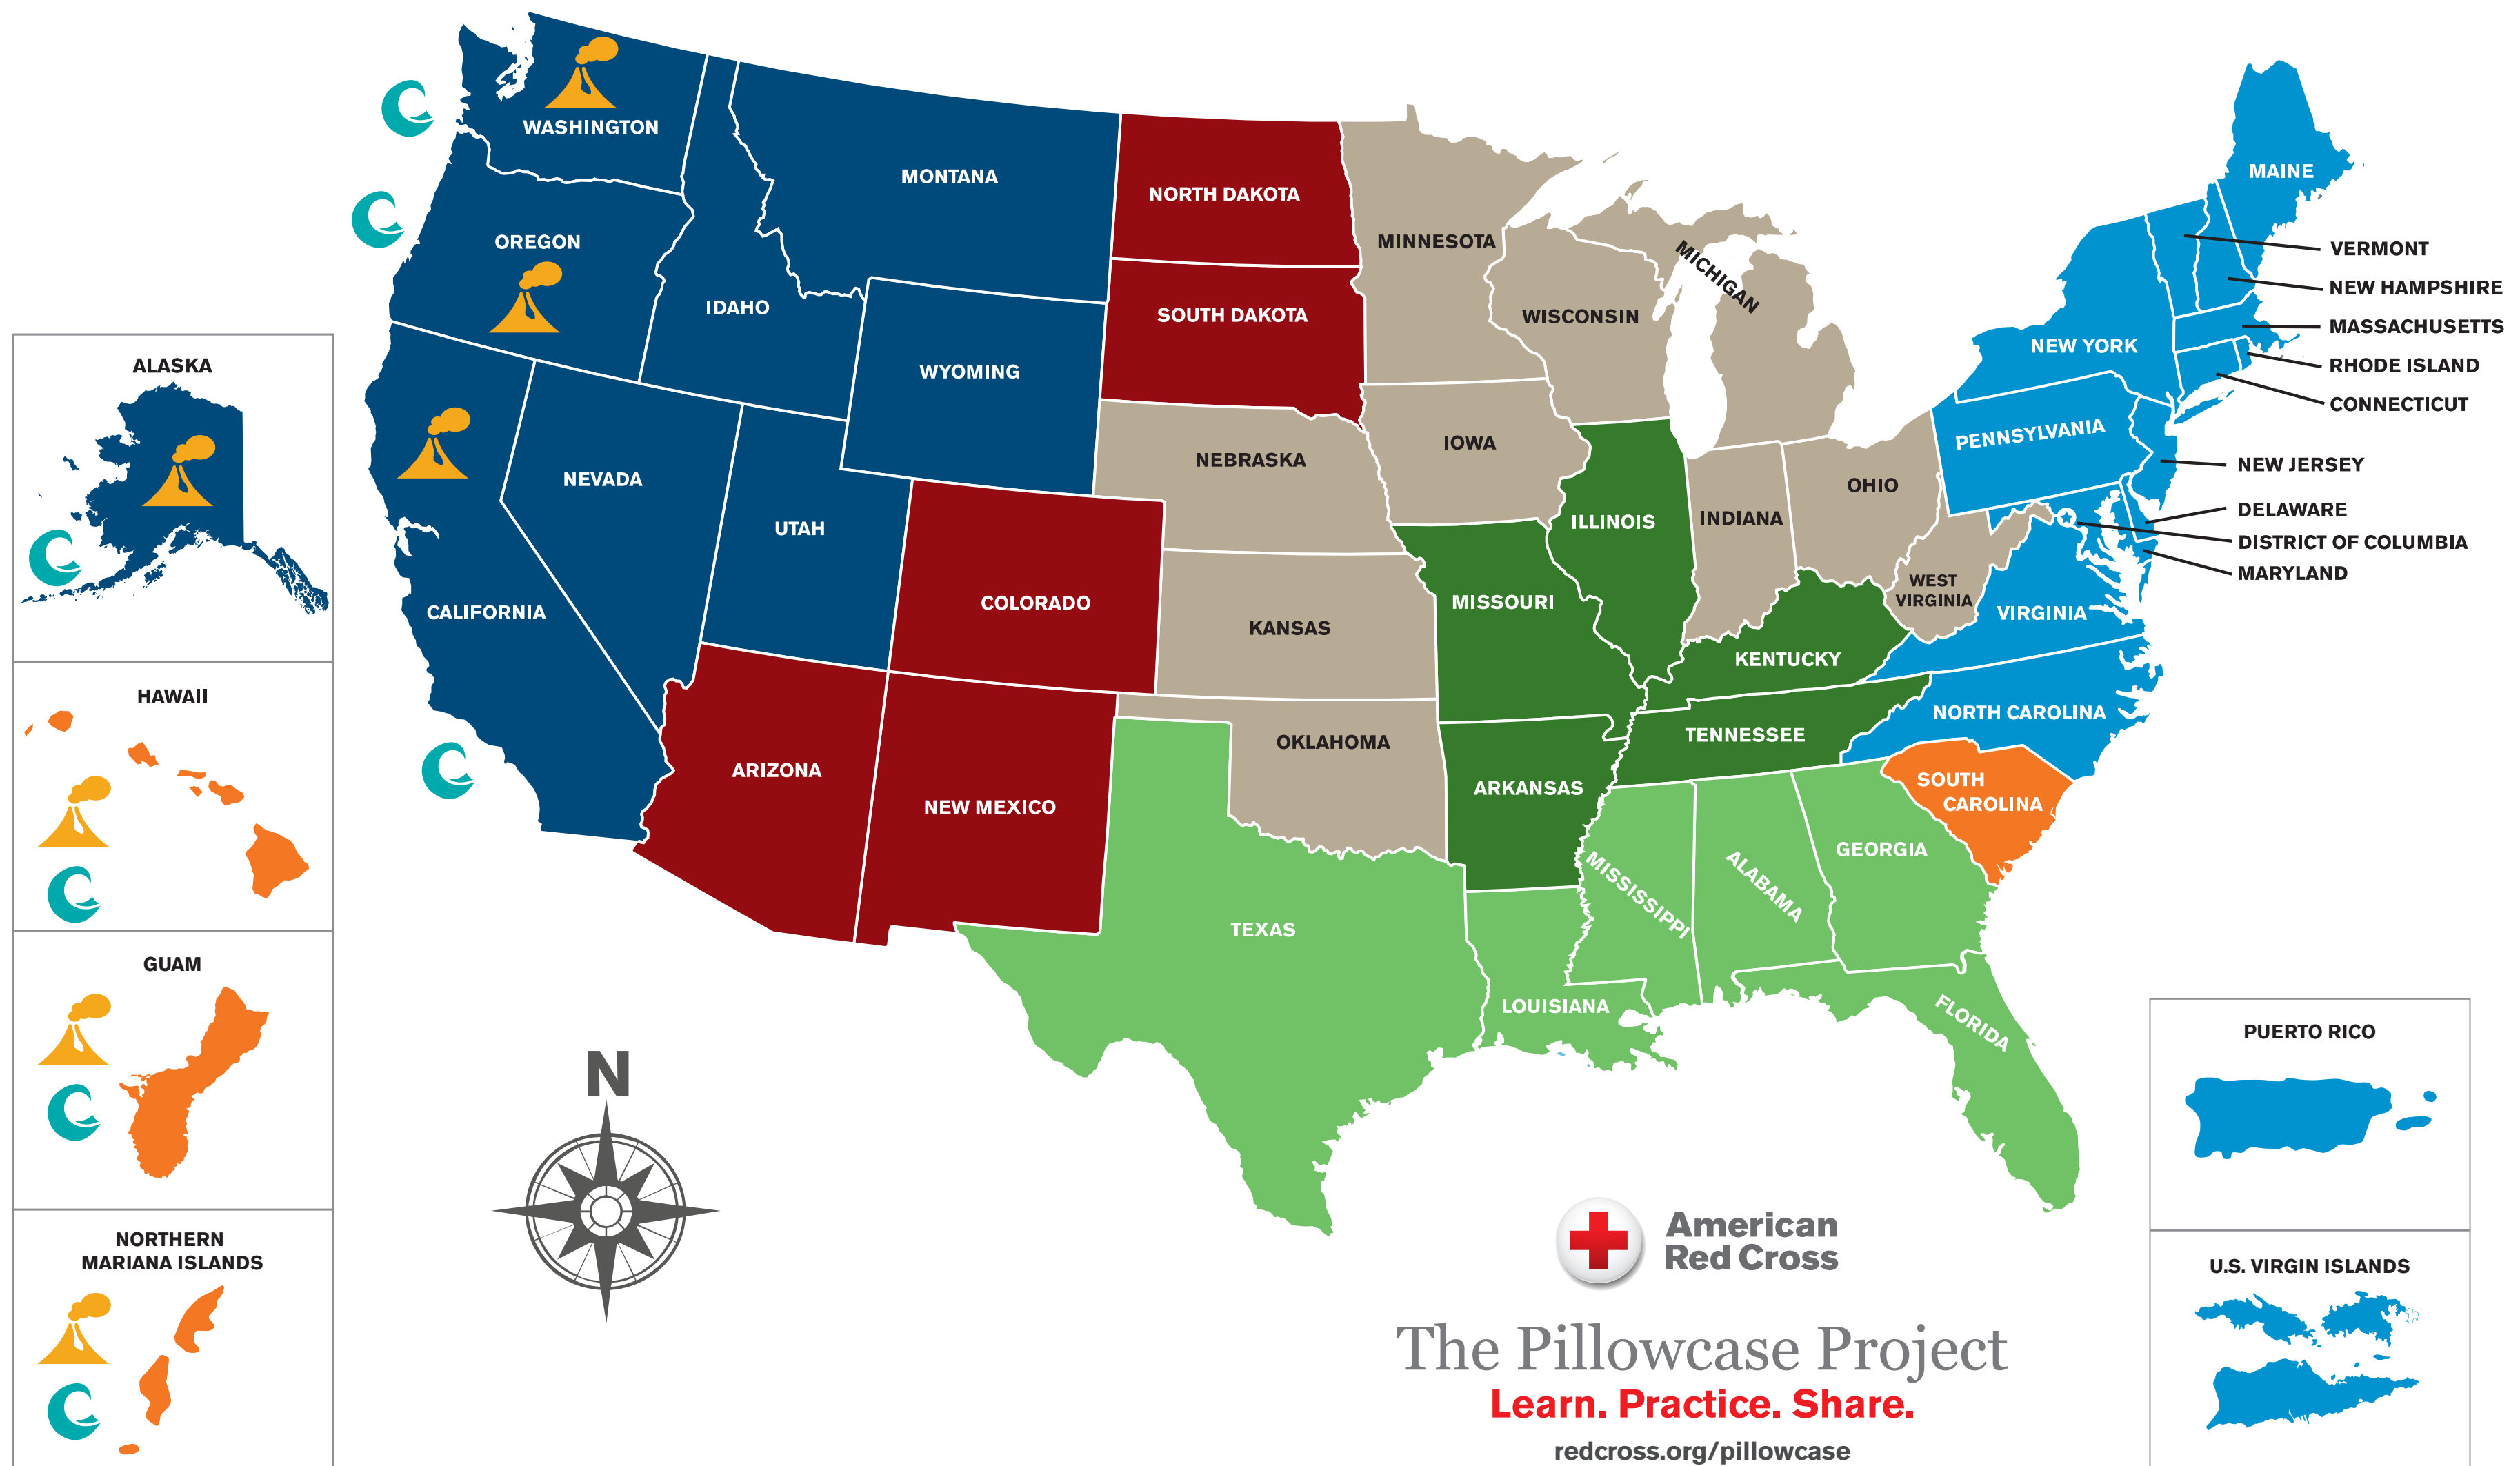 WASHINGTON
MONTANA
NORTH DAKOTA
MINNESOTA
MAINE
OREGON
IDAHO
WYOMING
SOUTH DAKOTA
WISCONSIN
MICHIGAN
NEW YORK
VERMONT
NEW HAMPSHIRE
MASSACHUSETTS
RHODE ISLAND
CONNECTICUT
PENNSYLVANIA
NEW JERSEY
DELAWARE
DISTRICT OF COLUMBIA
MARYLAND
NEVADA
UTAH
CALIFORNIA
COLORADO
NEBRASKA
IOWA
KANSAS
MISSOURI
ILLINOIS
INDIANA
OHIO
WEST
VIRGINIA
VIRGINIA
KENTUCKY
NORTH CAROLINA
TENNESSEE
ARIZONA
NEW MEXICO
OKLAHOMA
ARKANSAS
SOUTH
CAROLINA
TEXAS
LOUISIANA
MISSISSIPPI
ALABAMA
GEORGIA
FLORIDA
ALASKA
HAWAII
GUAM
NORTHERN
MARIANA ISLANDS
N
PUERTO RICO
U.S. VIRGIN ISLANDS
American
Red Cross
The Pillowcase Project
Learn. Practice. Share.
redcross.org/pillowcase